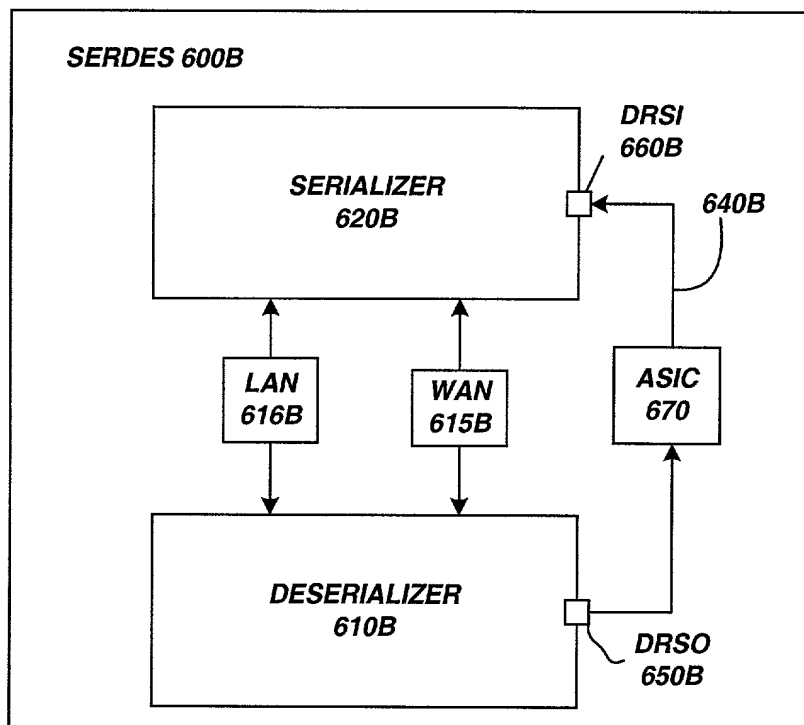 SERDES 600B
DRSI
660B
SERIALIZER
620B
640B
LAN
616B
WAN
615B
ASIC
670
DESERIALIZER
610B
DRSO
650B